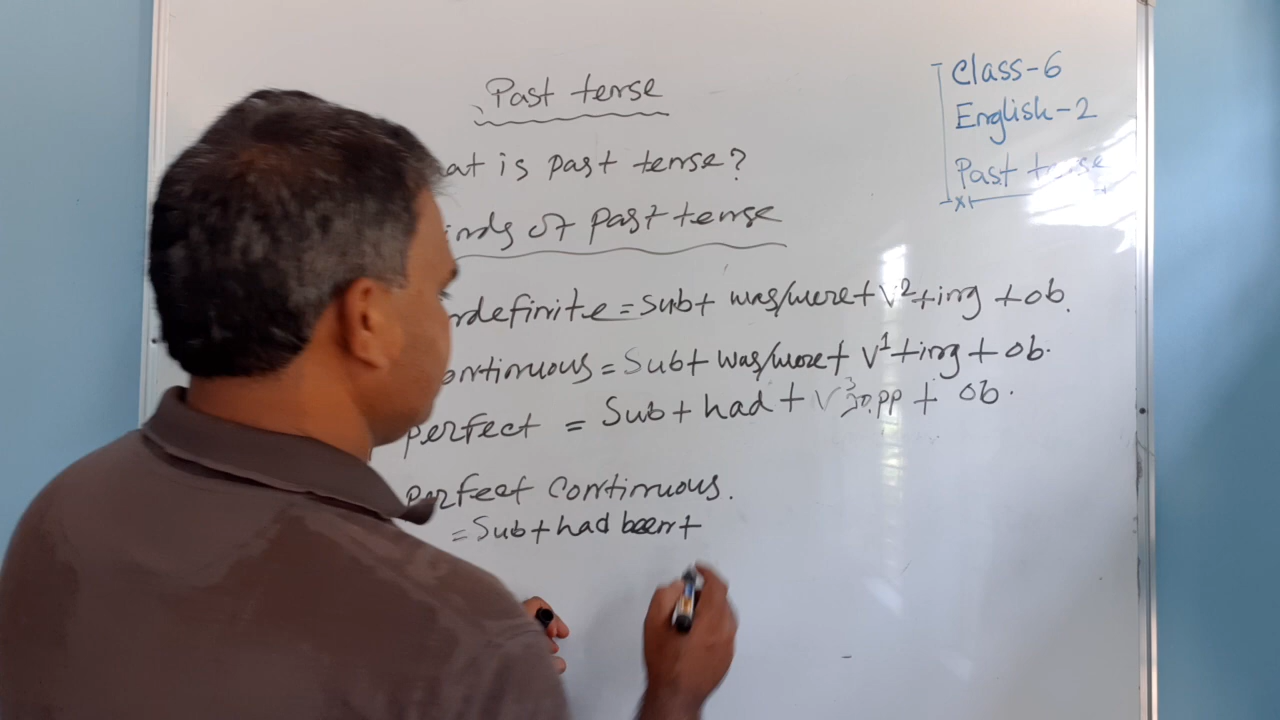 Past tense
at is past tense?
inds of past tense
ndefinite = Sub+ was/were + V2+ing + ob.
ontinuous = Sub+ was/were + V1+ing + ob.
perfect = Sub + had + V3 pp + ob.
perfect continuous.
= Sub + had been +
Class-6
English-2
Past tense